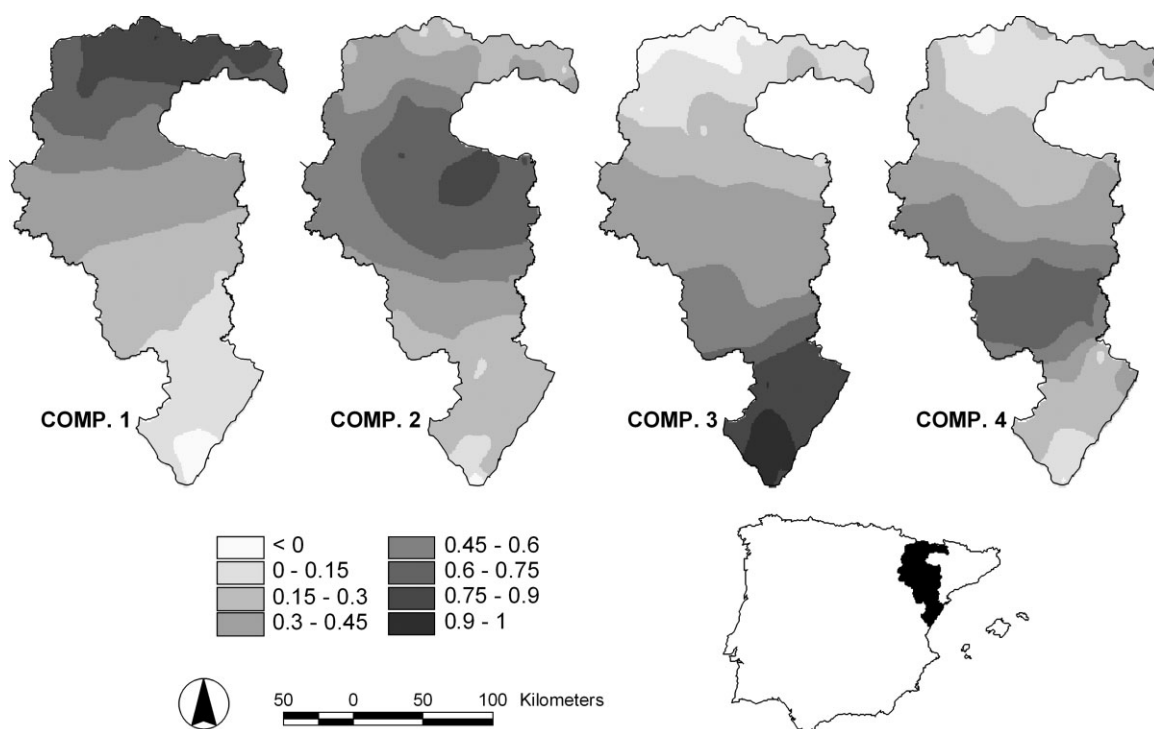 COMP. 1
COMP. 2
COMP. 3
COMP. 4
< 0
0 - 0.15
0.15 - 0.3
0.3 - 0.45
0.45 - 0.6
0.6 - 0.75
0.75 - 0.9
0.9 - 1
50 0 50 100 Kilometers